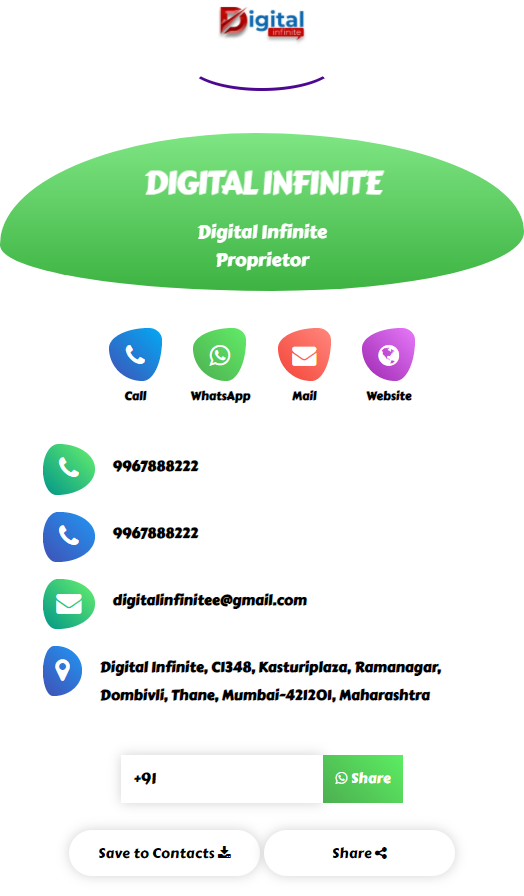 Digital
infinite
DIGITAL INFINITE
Digital Infinite
Proprietor
Call WhatsApp Mail Website
9967888222
9967888222
digitalinfinitee@gmail.com
Digital Infinite, C1348, Kasturiplaza, Ramanagar,
Dombivli, Thane, Mumbai-421201, Maharashtra
+91 Share
Save to Contacts Share